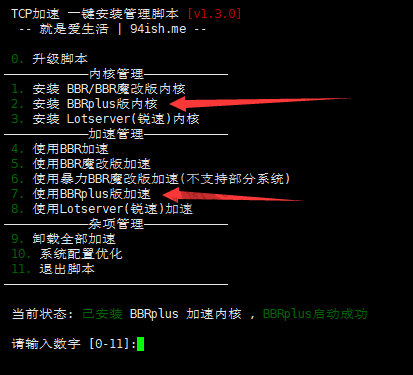 TCP加速 一键安装管理脚本 [v1.3.0]
-- 就是爱生活 | 94ish.me --
0. 升级脚本
内核管理
1. 安装 BBR/BBR魔改版内核
2. 安装 BBRplus版内核
3. 安装 Lotserver(锐速)内核
加速管理
4. 使用BBR加速
5. 使用BBR魔改版加速
6. 使用暴力BBR魔改版加速(不支持部分系统)
7. 使用BBRplus版加速
8. 使用Lotserver(锐速)加速
杂项管理
9. 卸载全部加速
10. 系统配置优化
11. 退出脚本
当前状态: 已安装 BBRplus 加速内核 , BBRplus启动成功
请输入数字 [0-11]: